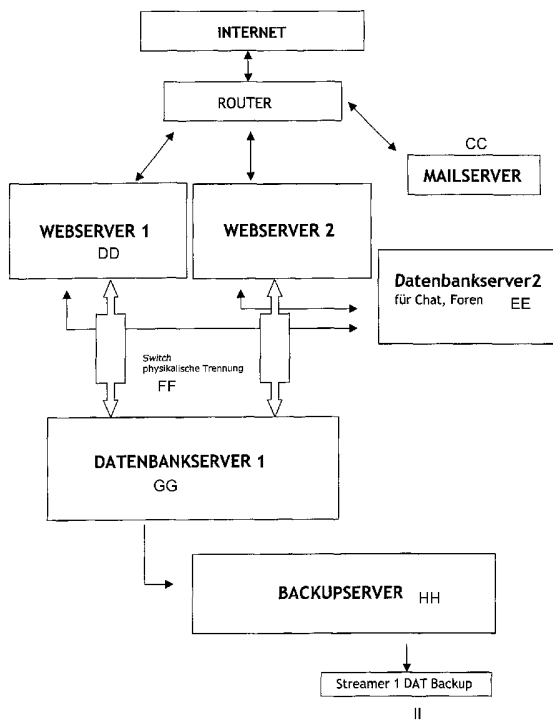 INTERNET
ROUTER
CC
MAILSERVER
WEBSERVER 1
DD
WEBSERVER 2
Datenbankserver2
für Chat, Foren EE
Switch
physikalische Trennung
FF
DATENBANKSERVER 1
GG
BACKUPSERVER HH
Streamer 1 DAT Backup
II